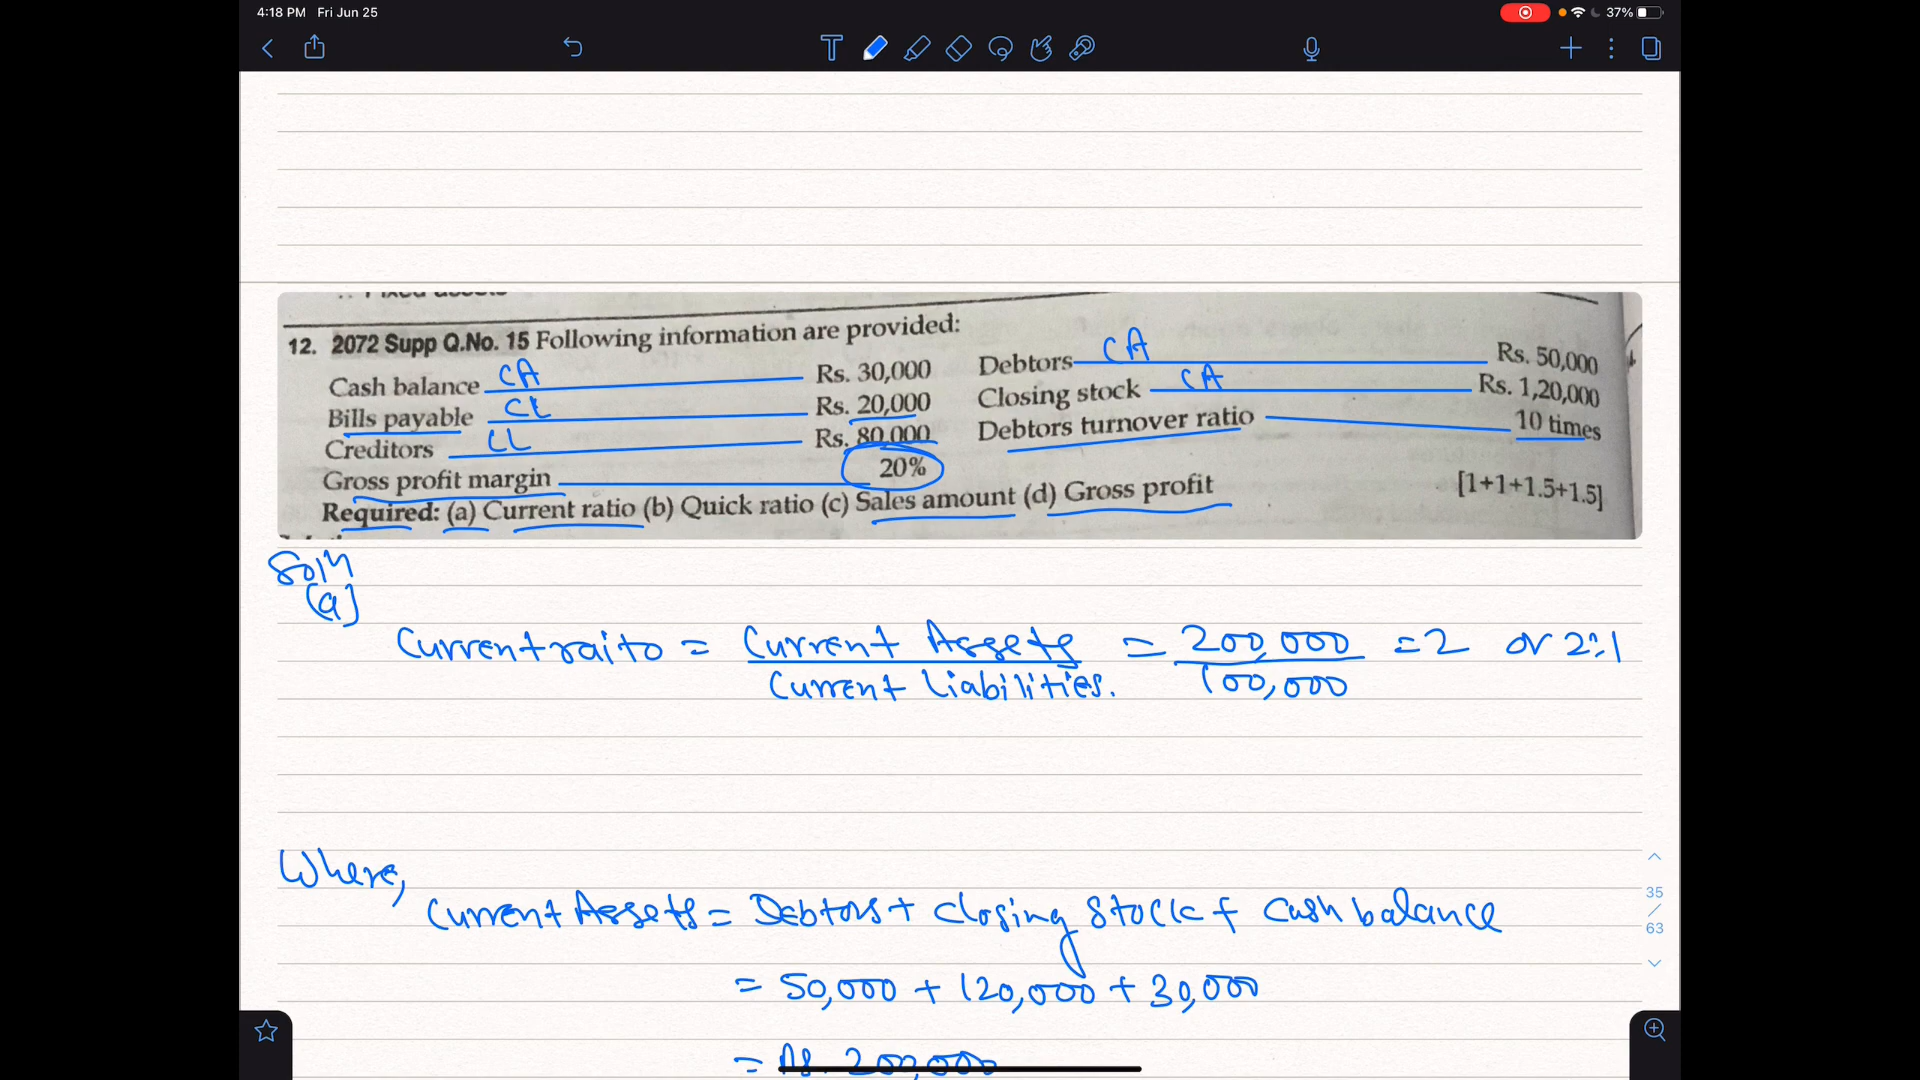 4:18 PM Fri Jun 25
37%
12. 2072 Supp Q.No. 15 Following information are provided:
Cash balance CA Rs. 30,000 Debtors CA Rs. 50,000
Bills payable CL Rs. 20,000 Closing stock CA Rs. 1,20,000
Creditors CL Rs. 80,000 Debtors turnover ratio 10 times
Gross profit margin 20%
Required: (a) Current ratio (b) Quick ratio (c) Sales amount (d) Gross profit [1+1+1.5+1.5]
Soln
(a)
Current raito = Current Assets / Current Liabilities. = 200,000 / 100,000 = 2 or 2:1
Where,
Current Assets = Debtors + Closing Stock + Cash balance
= 50,000 + 120,000 + 30,000
= Rs. 200,000
35
/
63